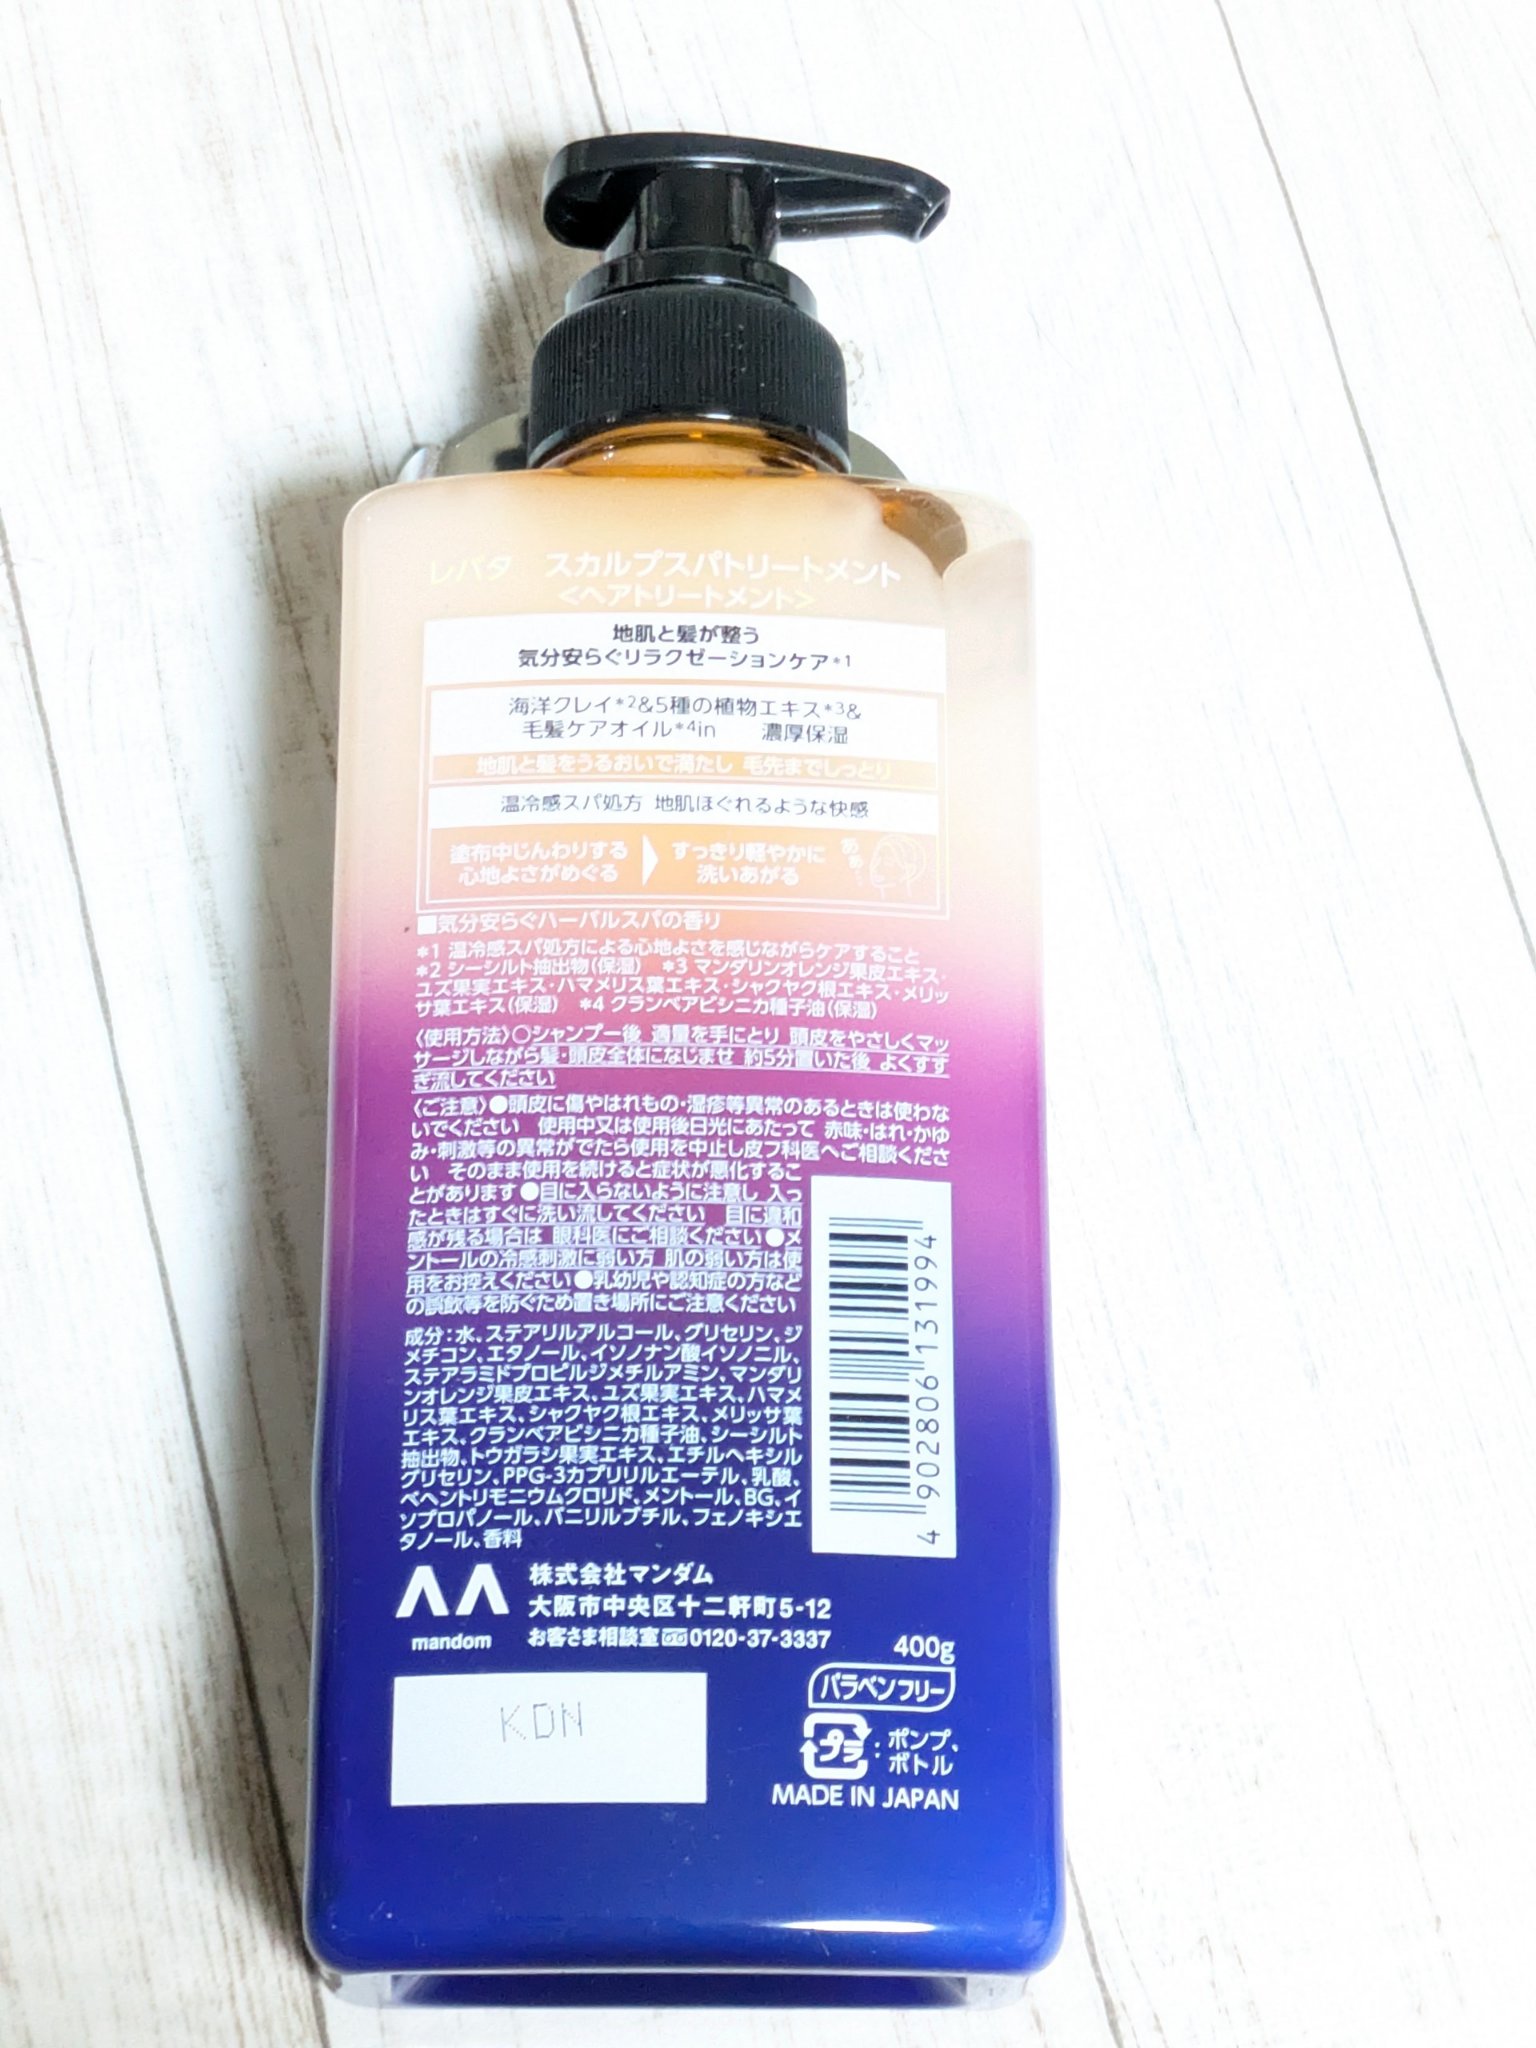 レバタ スカルプスパトリートメント
<ヘアトリートメント>
地肌と髪が整う
気分安らぐリラクゼーションケア*1
海洋クレイ*2&5種の植物エキス*3&
毛髪ケアオイル*4in 濃厚保湿
地肌と髪をうるおいで満たし 毛先までしっとり
温冷感スパ処方 地肌ほぐれるような快感
塗布中じんわりする すっきり軽やかに
心地よさがめぐる 洗いあがる
あぁ…
■気分安らぐハーバルスパの香り
*1 温冷感スパ処方による心地よさを感じながらケアすること
*2 シーシルト抽出物(保湿) *3 マンダリンオレンジ果皮エキス・
ユズ果実エキス・ハマメリス葉エキス・シャクヤク根エキス・メリッ
サ葉エキス(保湿) *4 クランベアビシニカ種子油(保湿)
〈使用方法〉○シャンプー後 適量を手にとり 頭皮をやさしくマッ
サージしながら髪・頭皮全体になじませ 約5分置いた後 よくすす
ぎ流してください
〈ご注意〉●頭皮に傷やはれもの・湿疹等異常のあるときは使わな
いでください 使用中又は使用後日光にあたって 赤味・はれ・かゆ
み・刺激等の異常がでたら使用を中止し皮フ科医へご相談くださ
い そのまま使用を続けると症状が悪化するこ
とがあります●目に入らないように注意し 入っ
たときはすぐに洗い流してください 目に違和
感が残る場合は 眼科医にご相談ください●メ
ントールの冷感刺激に弱い方 肌の弱い方は使
用をお控えください●乳幼児や認知症の方など
の誤飲等を防ぐため置き場所にご注意ください
成分:水、ステアリルアルコール、グリセリン、ジ
メチコン、エタノール、イソノナン酸イソノニル、
ステアラミドプロピルジメチルアミン、マンダリ
ンオレンジ果皮エキス、ユズ果実エキス、ハマメ
リス葉エキス、シャクヤク根エキス、メリッサ葉
エキス、クランベアビシニカ種子油、シーシルト
抽出物、トウガラシ果実エキス、エチルヘキシル
グリセリン、PPG-3カプリリルエーテル、乳酸、
ベヘントリモニウムクロリド、メントール、BG、イ
ソプロパノール、バニリルブチル、フェノキシエ
タノール、香料
4 902806 131994
株式会社マンダム
大阪市中央区十二軒町5-12
mandom お客さま相談室 0120-37-3337
400g
パラベンフリー
KDN
プラ:ポンプ、
ボトル
MADE IN JAPAN